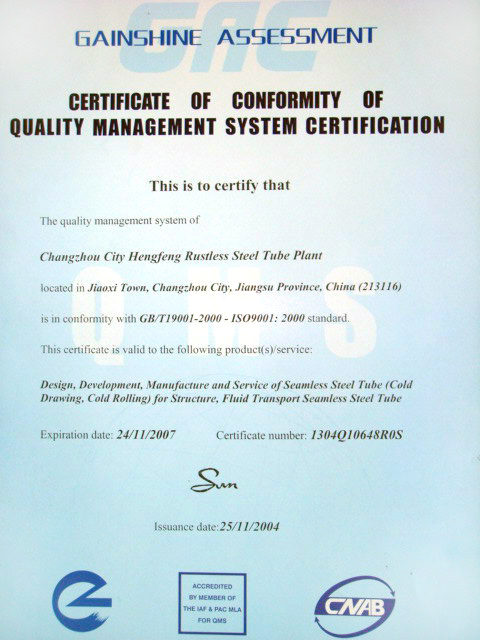 GAC
GAINSHINE ASSESSMENT
CERTIFICATE OF CONFORMITY OF
QUALITY MANAGEMENT SYSTEM CERTIFICATION
This is to certify that
The quality management system of
Changzhou City Hengfeng Rustless Steel Tube Plant
located in Jiaoxi Town, Changzhou City, Jiangsu Province, China (213116)
is in conformity with GB/T19001-2000 - ISO9001: 2000 standard.
QMS
This certificate is valid to the following product(s)/service:
Design, Development, Manufacture and Service of Seamless Steel Tube (Cold
Drawing, Cold Rolling) for Structure, Fluid Transport Seamless Steel Tube
Expiration date: 24/11/2007 Certificate number: 1304Q10648R0S
Sun
Issuance date:25/11/2004
ACCREDITED
BY MEMBER OF
THE IAF & PAC MLA
FOR QMS
CNAB